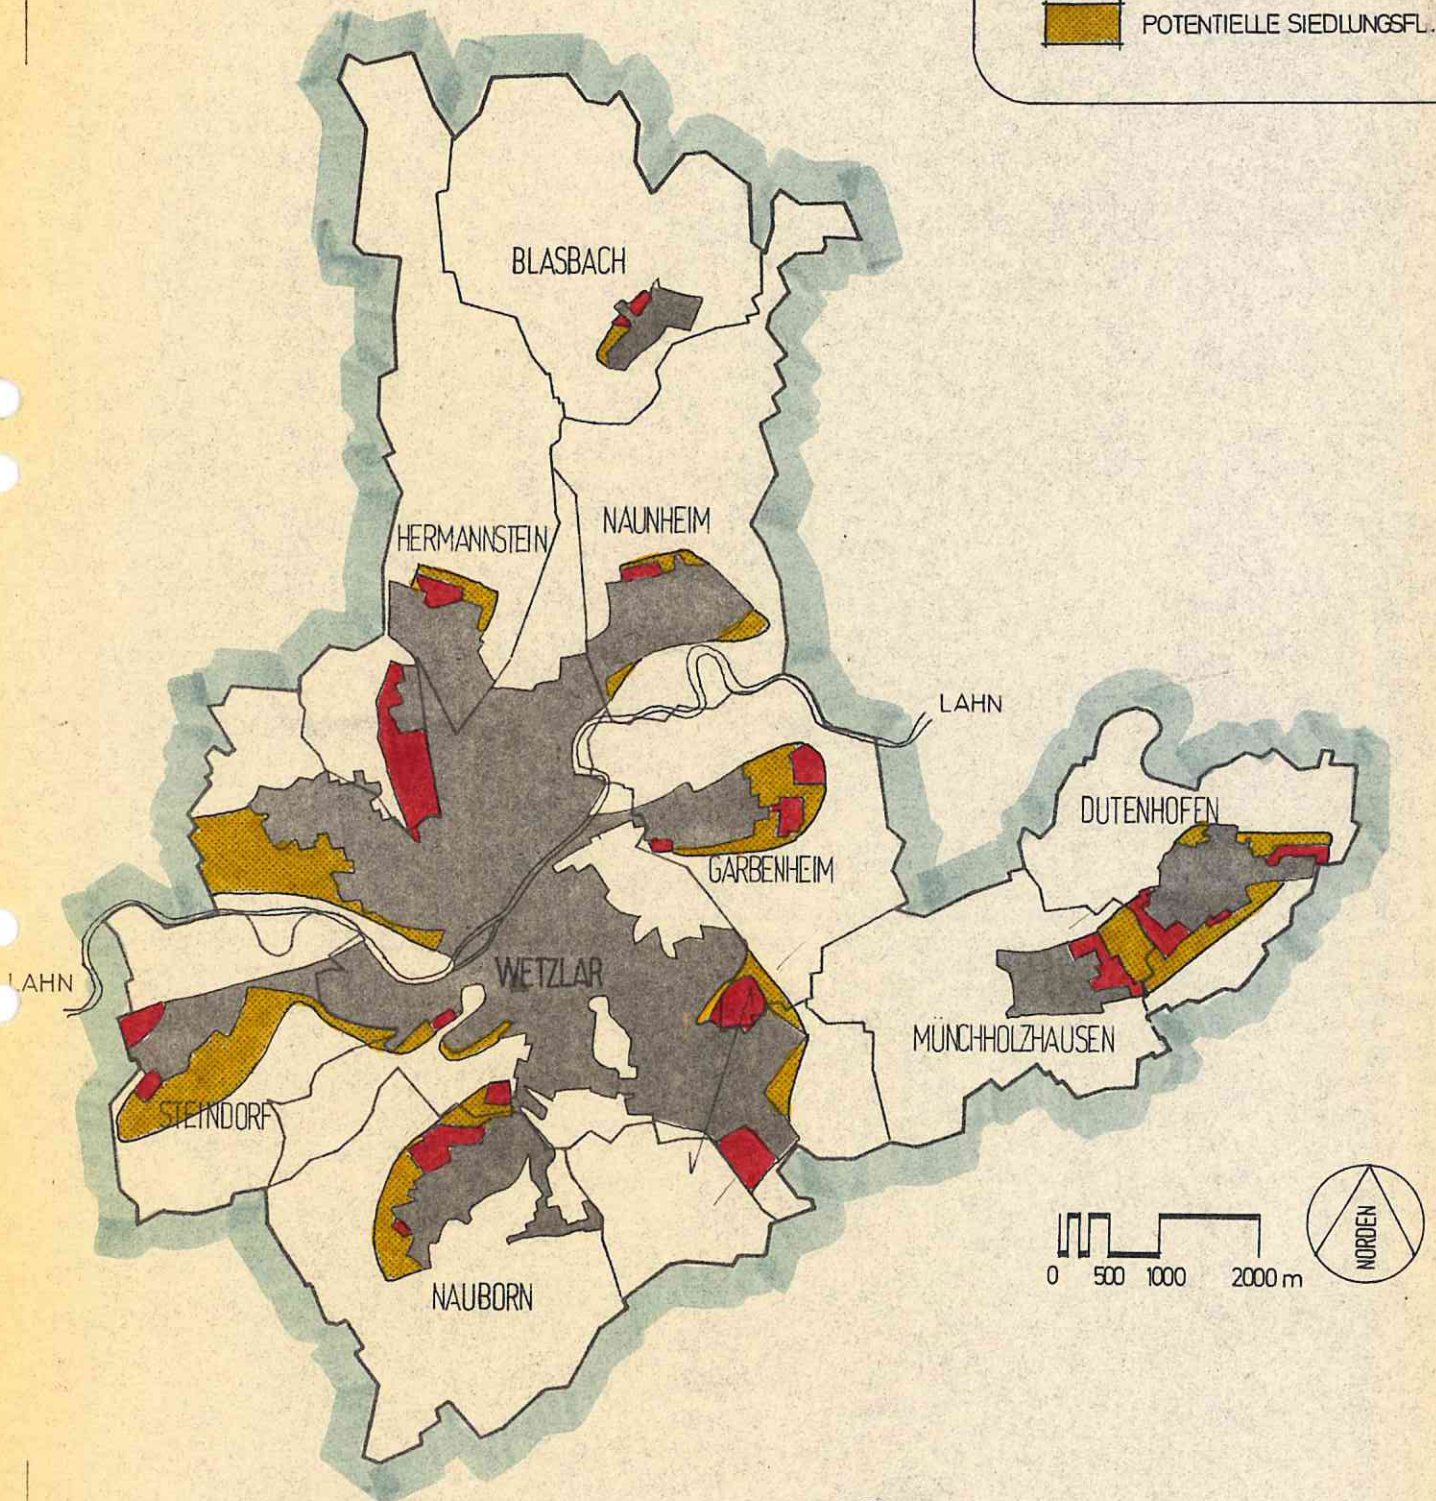 POTENTIELLE SIEDLUNGSFL.
BLASBACH
HERMANNSTEIN
NAUNHEIM
LAHN
DUTENHOFEN
GARBENHEIM
WETZLAR
LAHN
MÜNCHHOLZHAUSEN
STEINDORF
NAUBORN
NORDEN
0 500 1000 2000 m